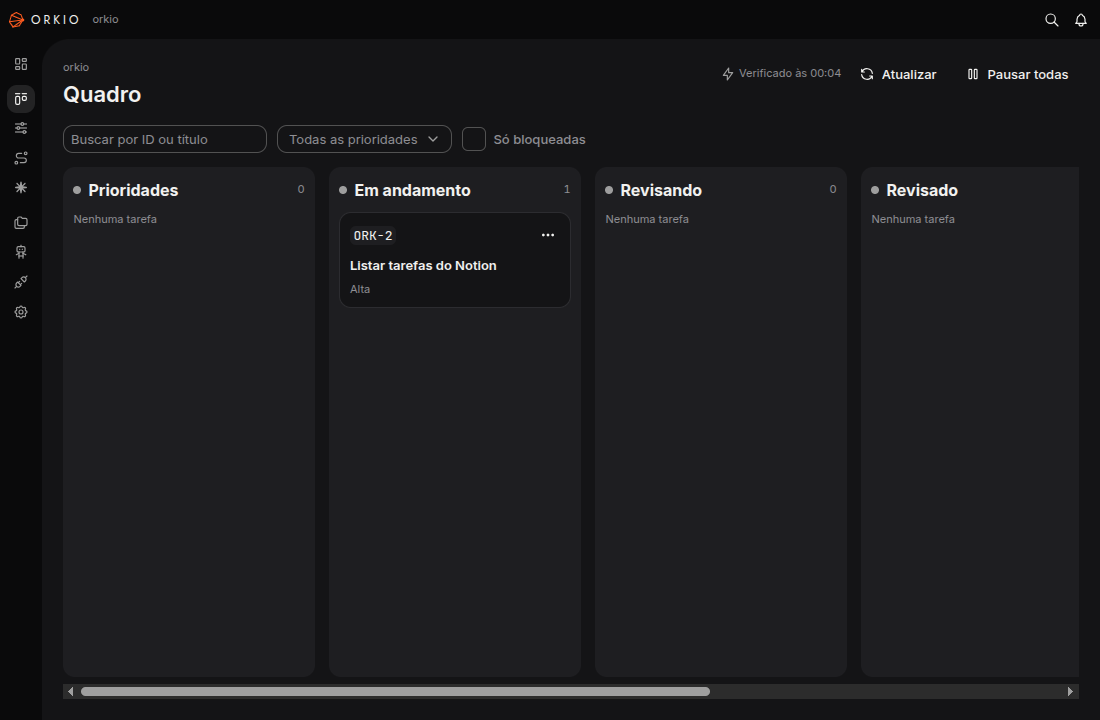 ORKIO orkio
orkio
Quadro
Verificado às 00:04
Atualizar
Pausar todas
Buscar por ID ou título
Todas as prioridades
Só bloqueadas
Prioridades 0
Nenhuma tarefa
Em andamento 1
ORK-2
Listar tarefas do Notion
Alta
Revisando 0
Nenhuma tarefa
Revisado
Nenhuma tarefa